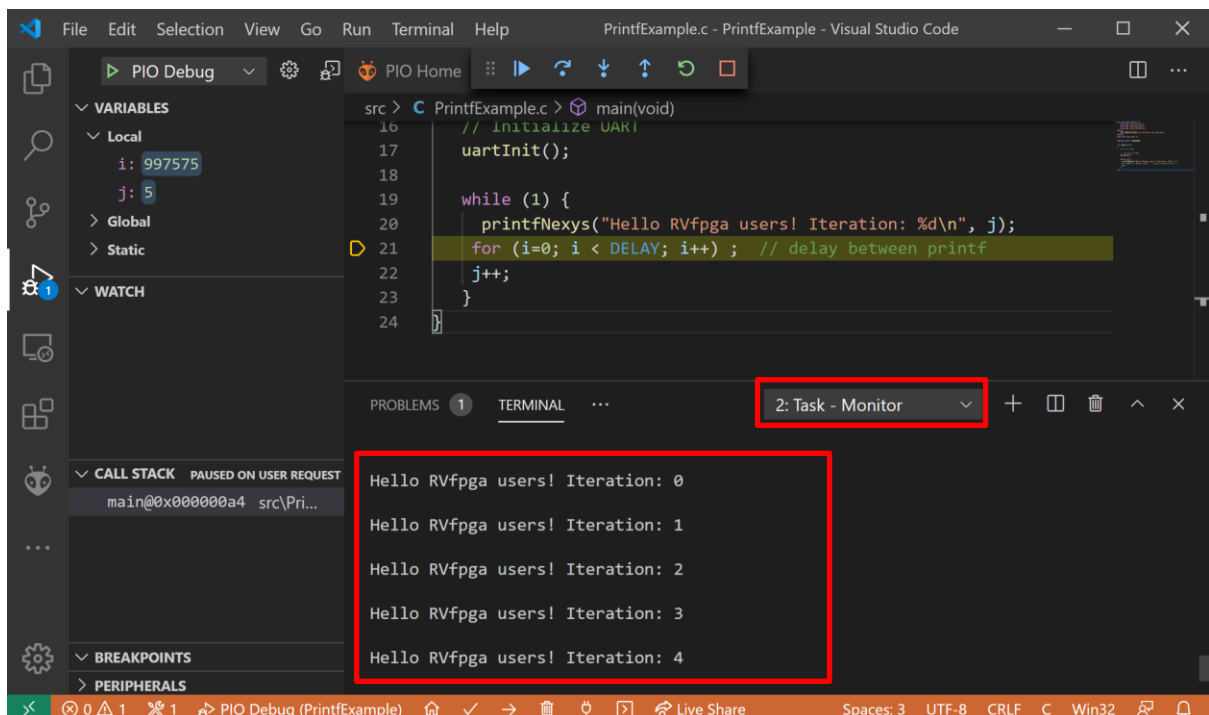 File Edit Selection View Go Run Terminal Help PrintfExample.c - PrintfExample - Visual Studio Code
PIO Debug
PIO Home
VARIABLES
Local
i: 997575
j: 5
Global
Static
WATCH
1
CALL STACK PAUSED ON USER REQUEST
main@0x000000a4 src\Pri...
BREAKPOINTS
PERIPHERALS
src > C PrintfExample.c > main(void)
16 // Initialize UART
17 uartInit();
18
19 while (1) {
20 printfNexys("Hello RVfpga users! Iteration: %d\n", j);
21 for (i=0; i < DELAY; i++) ; // delay between printf
22 j++;
23 }
24 }
PROBLEMS 1 TERMINAL ... 2: Task - Monitor
Hello RVfpga users! Iteration: 0
Hello RVfpga users! Iteration: 1
Hello RVfpga users! Iteration: 2
Hello RVfpga users! Iteration: 3
Hello RVfpga users! Iteration: 4
0 1 1 PIO Debug (PrintfExample) Live Share Spaces: 3 UTF-8 CRLF C Win32